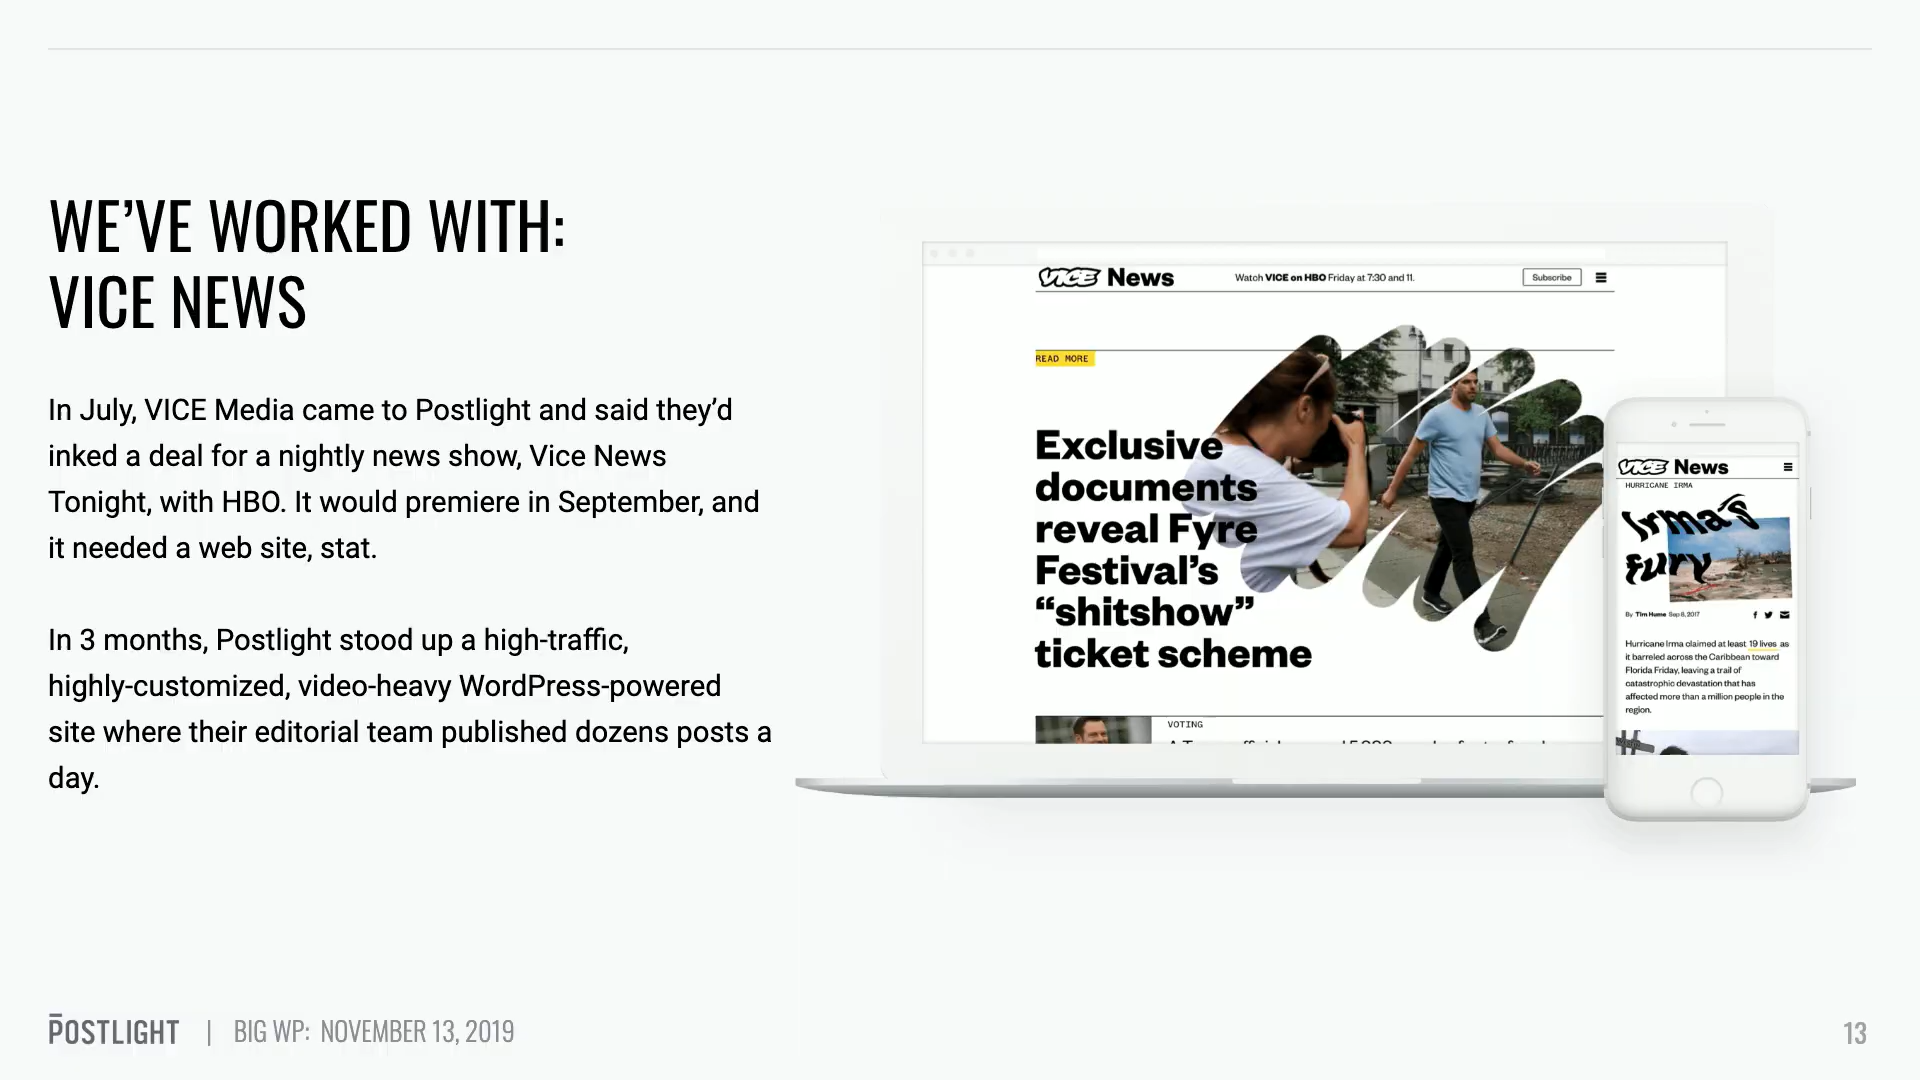 WE’VE WORKED WITH:
VICE NEWS
In July, VICE Media came to Postlight and said they’d
inked a deal for a nightly news show, Vice News
Tonight, with HBO. It would premiere in September, and
it needed a web site, stat.
In 3 months, Postlight stood up a high-traffic,
highly-customized, video-heavy WordPress-powered
site where their editorial team published dozens posts a
day.
VICE News
Watch VICE on HBO Friday at 7:30 and 11.
Subscribe
READ MORE
Exclusive
documents
reveal Fyre
Festival’s
“shitshow”
ticket scheme
VOTING
VICE News
HURRICANE IRMA
Irma’s
fury
By Tim Hume Sep 8, 2017
Hurricane Irma claimed at least 19 lives as
it barreled across the Caribbean toward
Florida Friday, leaving a trail of
catastrophic devastation that has
affected more than a million people in the
region.
POSTLIGHT | BIG WP: NOVEMBER 13, 2019
13